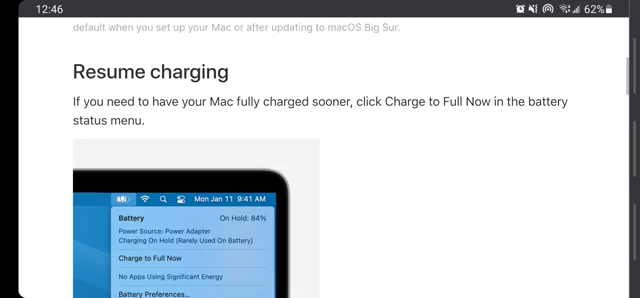 12:46
62%
default when you set up your Mac or after updating to macOS Big Sur.
Resume charging
If you need to have your Mac fully charged sooner, click Charge to Full Now in the battery
status menu.
Mon Jan 11 9:41 AM
Battery On Hold: 84%
Power Source: Power Adapter
Charging On Hold (Rarely Used On Battery)
Charge to Full Now
No Apps Using Significant Energy
Battery Preferences...